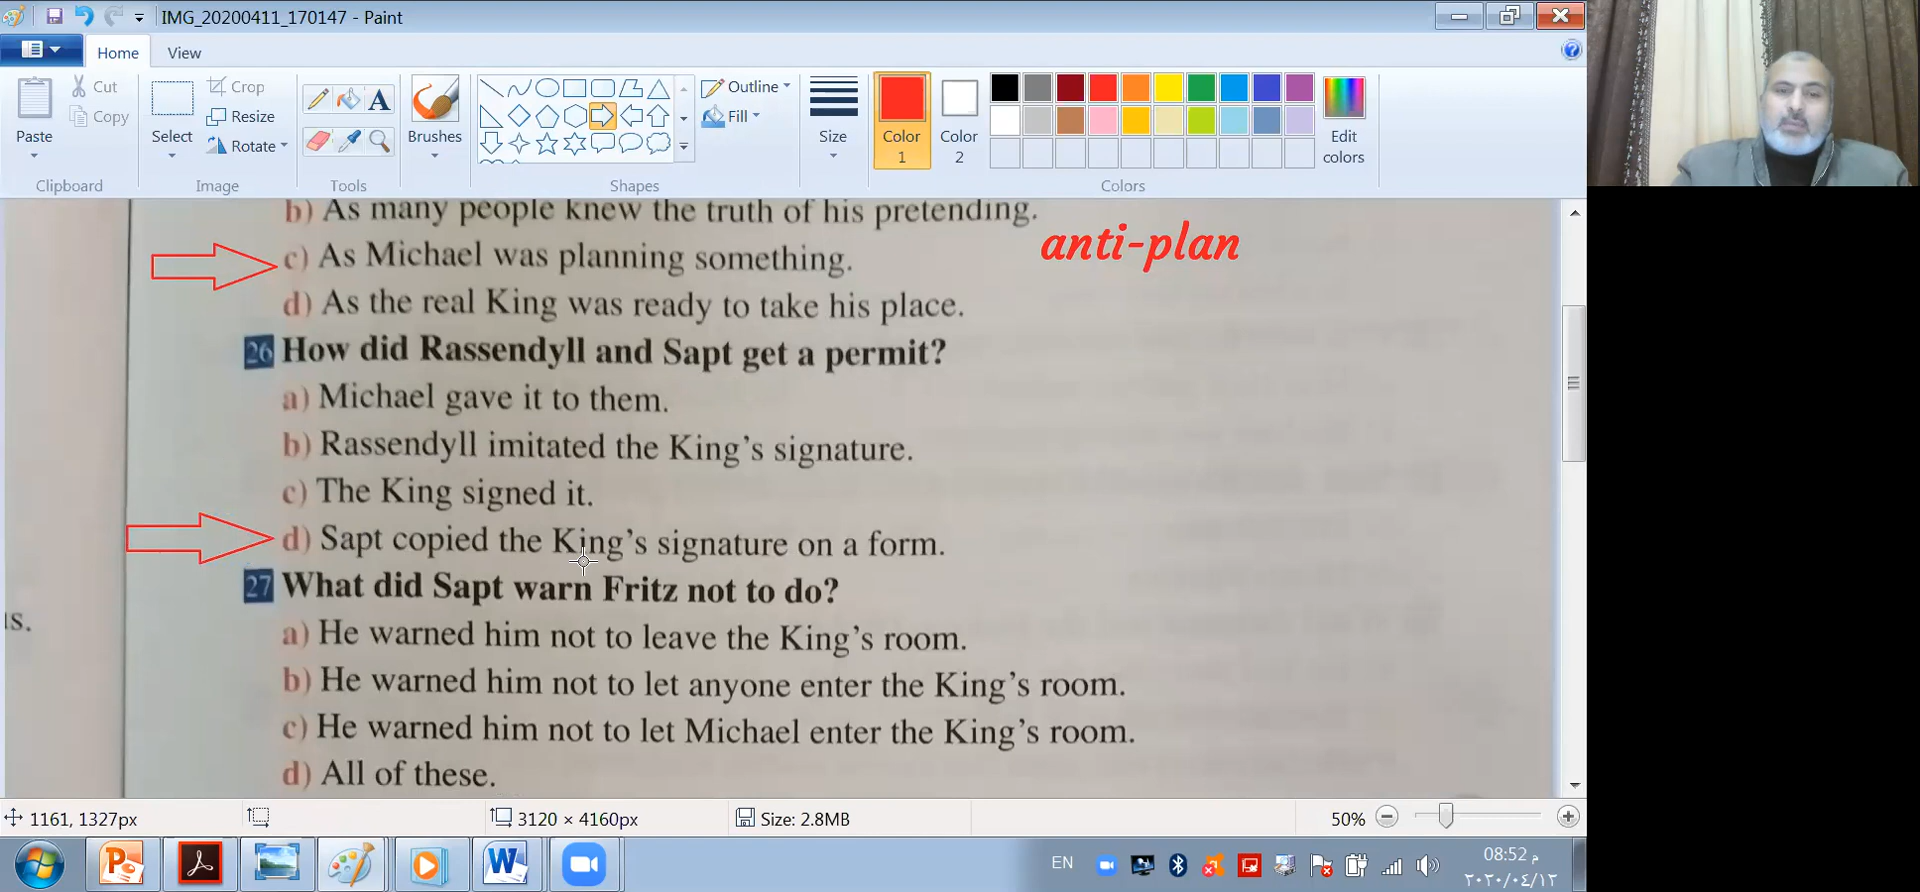 IMG_20200411_170147 - Paint
Home View
Paste
Cut
Copy
Clipboard
Select
Crop
Resize
Rotate
Image
A
Tools
Brushes
Shapes
Outline
Fill
Size
Color 1
Color 2
Edit colors
Colors
b) As many people knew the truth of his pretending.
anti-plan
c) As Michael was planning something.
d) As the real King was ready to take his place.
26 How did Rassendyll and Sapt get a permit?
a) Michael gave it to them.
b) Rassendyll imitated the King's signature.
c) The King signed it.
d) Sapt copied the King's signature on a form.
27 What did Sapt warn Fritz not to do?
a) He warned him not to leave the King's room.
is.
b) He warned him not to let anyone enter the King's room.
c) He warned him not to let Michael enter the King's room.
d) All of these.
1161, 1327px 3120 × 4160px Size: 2.8MB 50%
EN
08:52 م
٢٠٢٠/٠٤/١٢